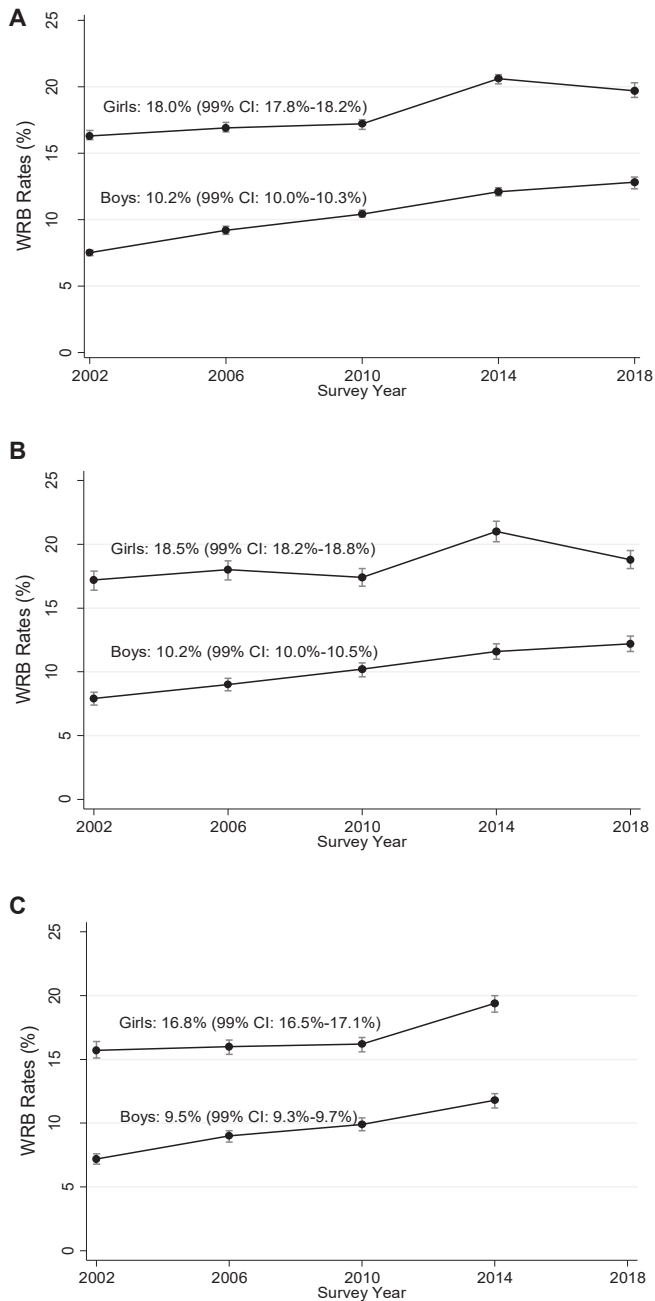 A
25
20
15
10
5
0
WRB Rates (%)
Girls: 18.0% (99% CI: 17.8%-18.2%)
Boys: 10.2% (99% CI: 10.0%-10.3%)
2002 2006 2010 2014 2018
Survey Year
B
25
20
15
10
5
0
WRB Rates (%)
Girls: 18.5% (99% CI: 18.2%-18.8%)
Boys: 10.2% (99% CI: 10.0%-10.5%)
2002 2006 2010 2014 2018
Survey Year
C
25
20
15
10
5
0
WRB Rates (%)
Girls: 16.8% (99% CI: 16.5%-17.1%)
Boys: 9.5% (99% CI: 9.3%-9.7%)
2002 2006 2010 2014 2018
Survey Year